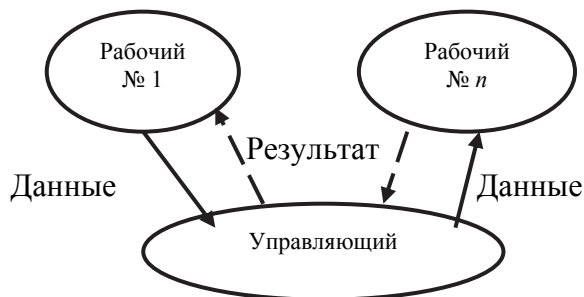 Рабочий
№ 1
Рабочий
№ n
Результат
Данные
Данные
Управляющий